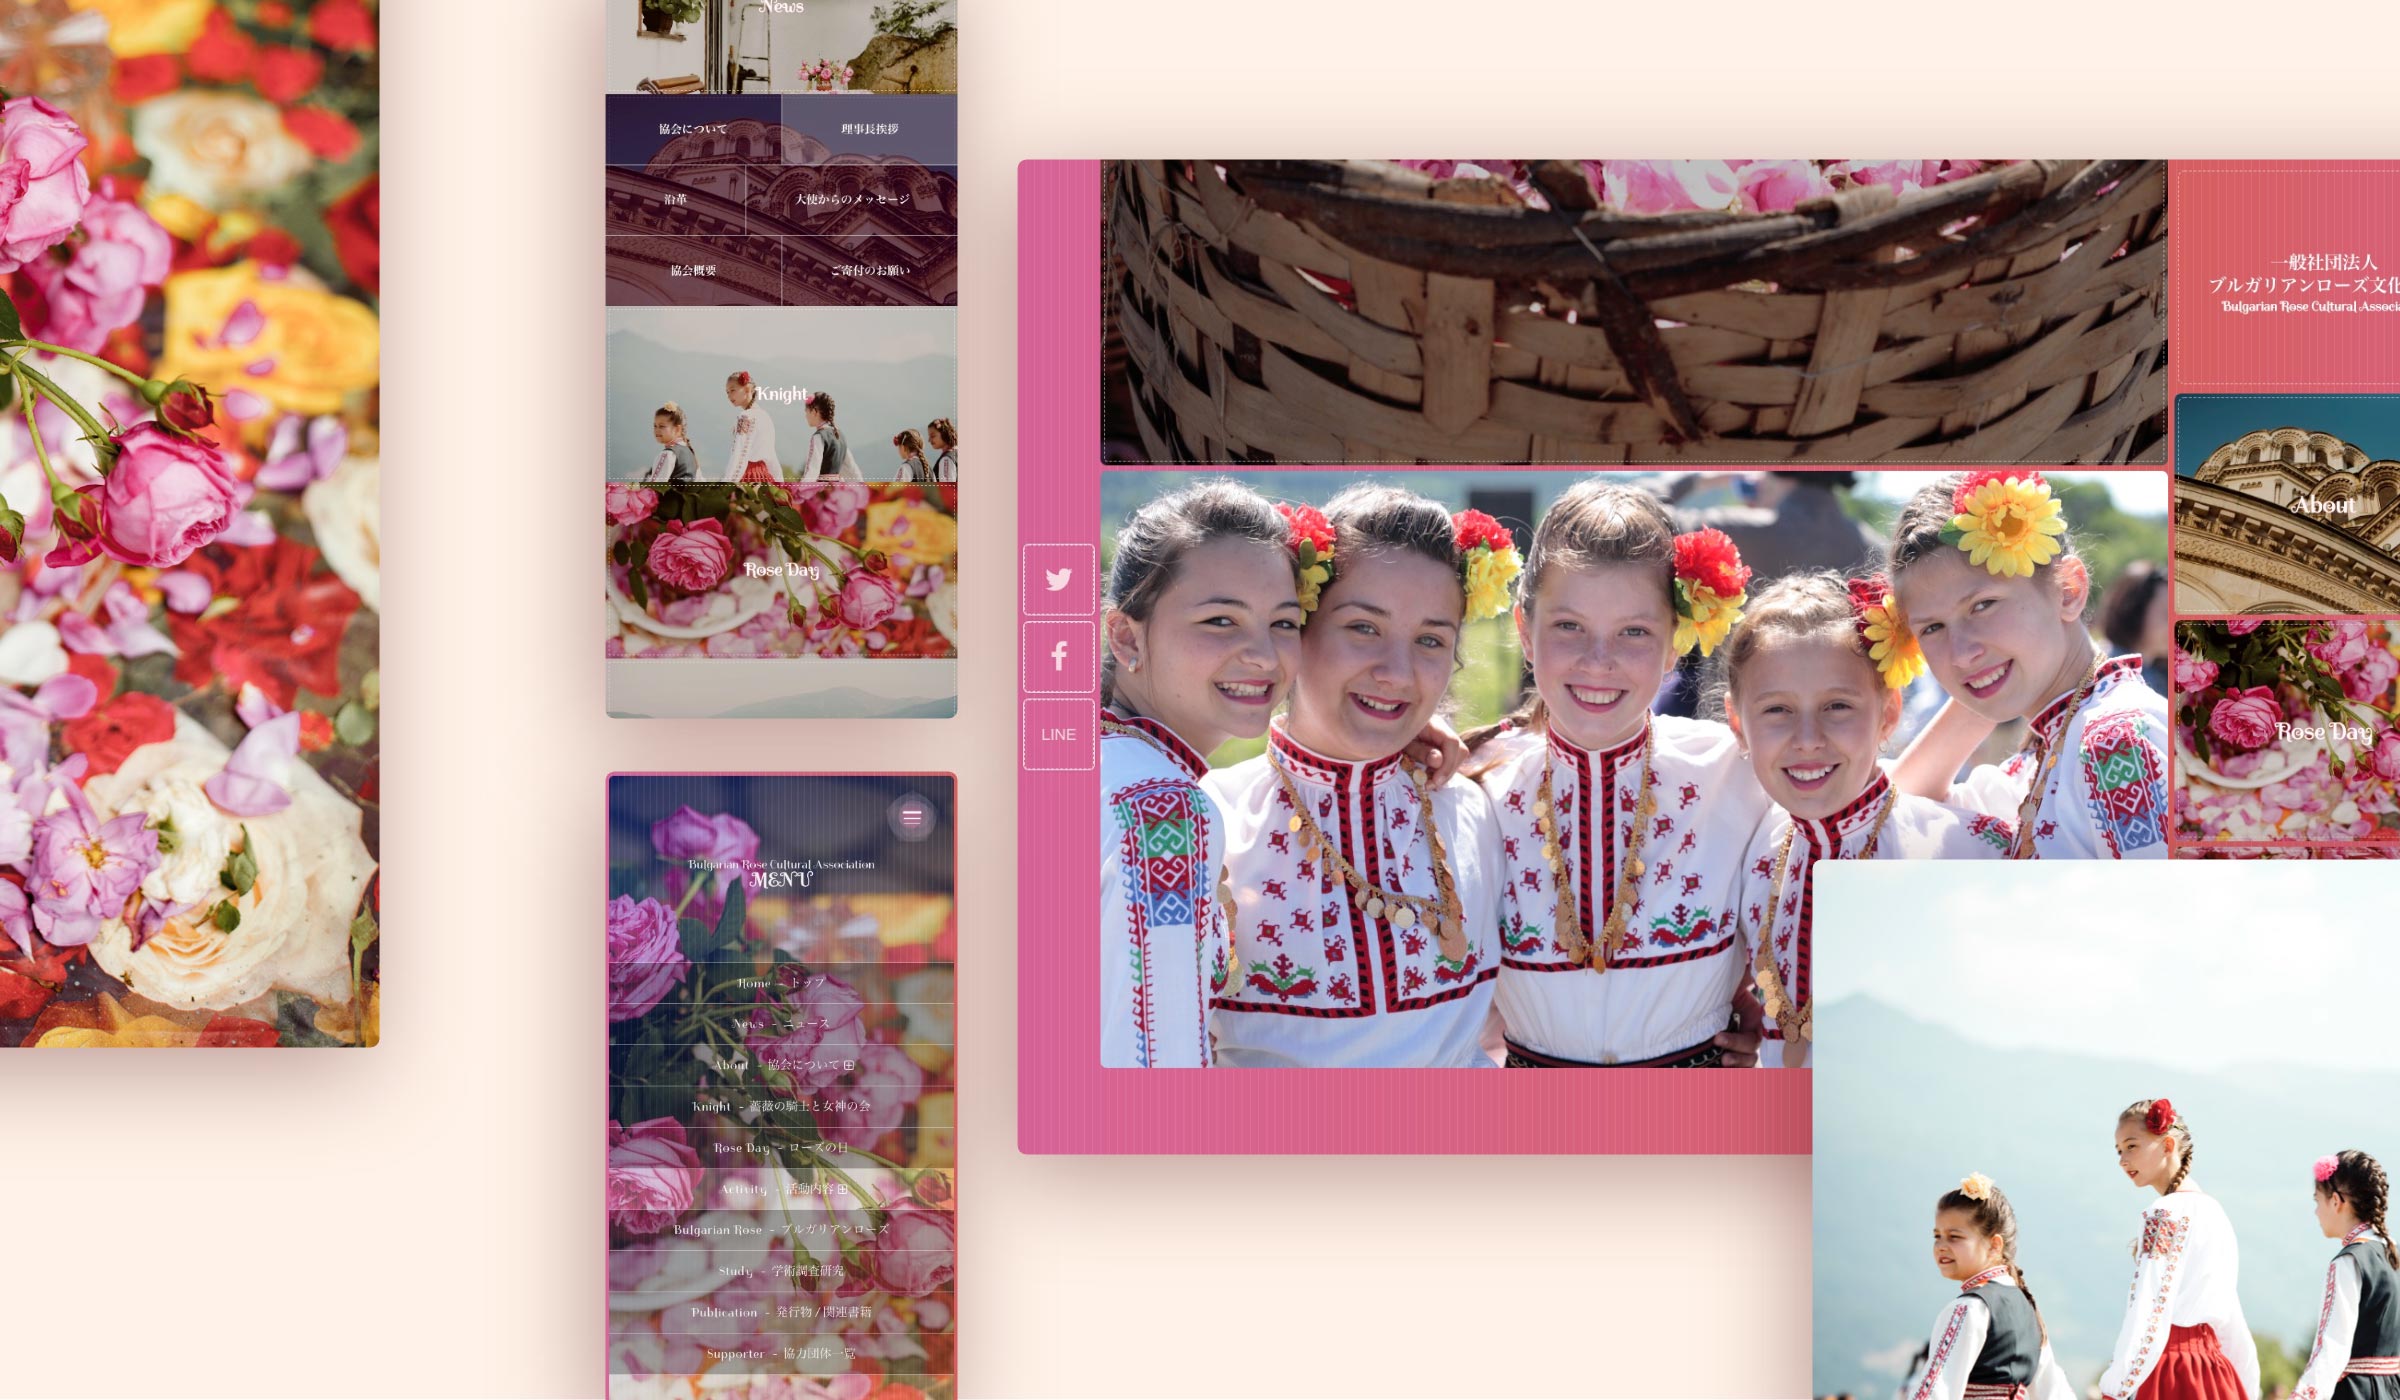 News
協会について
理事長挨拶
沿革
大使からのメッセージ
協会概要
ご寄付のお願い
Knight
Rose Day
Bulgarian Rose Cultural Association
MENU
Home - トップ
News - ニュース
About - 協会について
Knight - 薔薇の騎士と女神の会
Rose Day - ローズの日
Activity - 活動内容
Bulgarian Rose - ブルガリアンローズ
Study - 学術調査研究
Publication - 発行物 / 関連書籍
Supporter - 協力団体一覧
LINE
一般社団法人
ブルガリアンローズ文化
Bulgarian Rose Cultural Associa
About
Rose Day